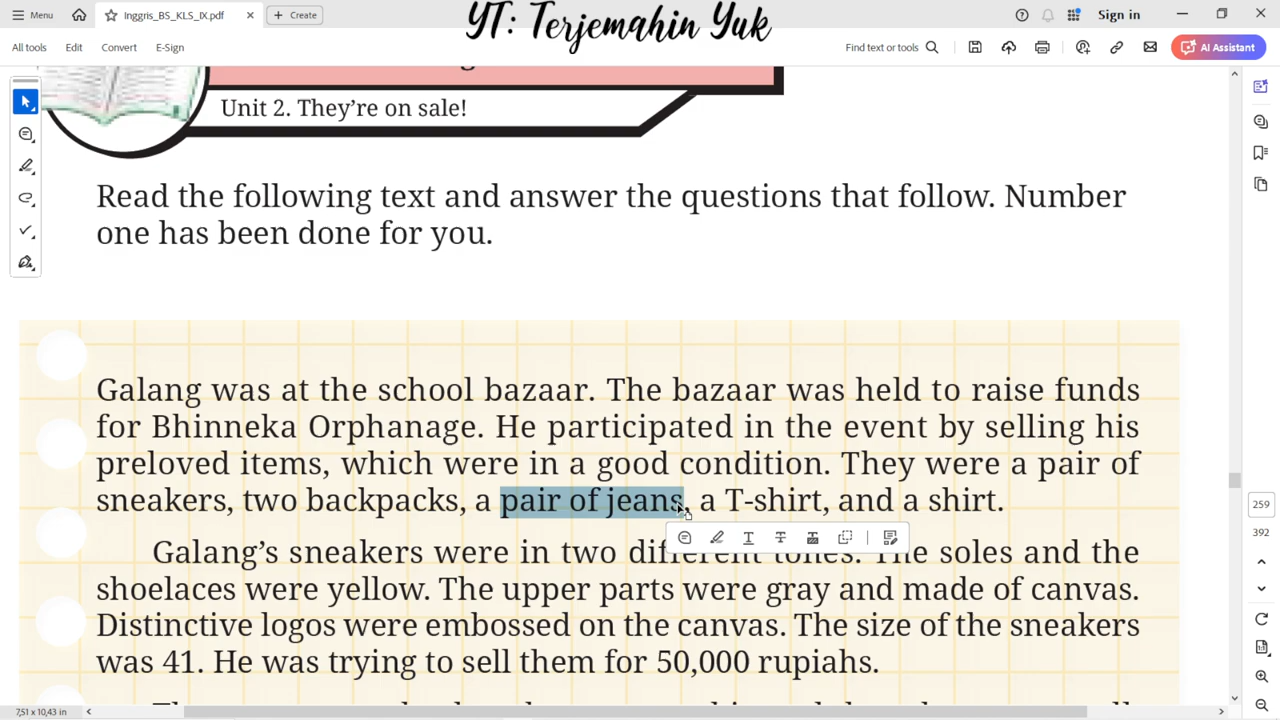 Menu
Inggris_BS_KLS_IX.pdf
Create
YT: Terjemahin Yuk
Sign in
All tools
Edit
Convert
E-Sign
Find text or tools
AI Assistant
Unit 2. They're on sale!
Read the following text and answer the questions that follow. Number
one has been done for you.
Galang was at the school bazaar. The bazaar was held to raise funds
for Bhinneka Orphanage. He participated in the event by selling his
preloved items, which were in a good condition. They were a pair of
sneakers, two backpacks, a pair of jeans, a T-shirt, and a shirt.
Galang's sneakers were in two different tones. The soles and the
shoelaces were yellow. The upper parts were gray and made of canvas.
Distinctive logos were embossed on the canvas. The size of the sneakers
was 41. He was trying to sell them for 50,000 rupiahs.
259
392
7,51 x 10,43 in